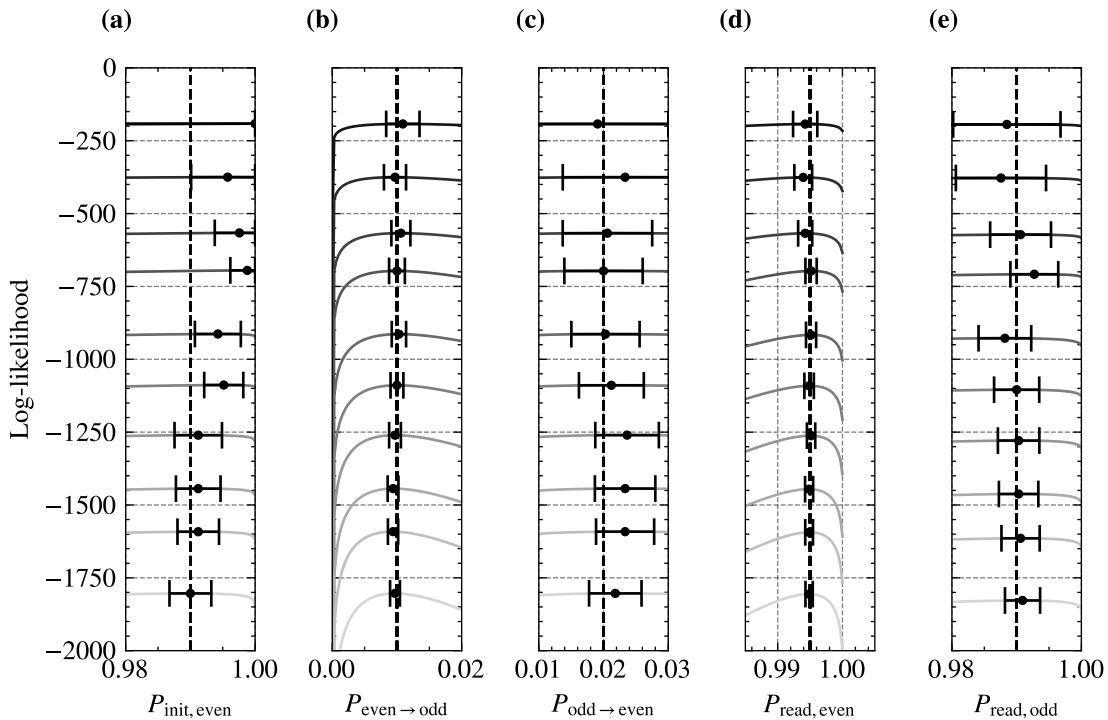 (a) (b) (c) (d) (e)
Log-likelihood
0
−250
−500
−750
−1000
−1250
−1500
−1750
−2000
0.98 1.00 0.00 0.02 0.01 0.02 0.03 0.99 1.00 0.98 1.00
P_init, even P_even → odd P_odd → even P_read, even P_read, odd